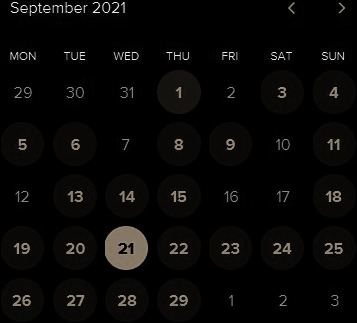 September 2021
MON TUE WED THU FRI SAT SUN
29 30 31 1 2 3 4
5 6 7 8 9 10 11
12 13 14 15 16 17 18
19 20 21 22 23 24 25
26 27 28 29 1 2 3